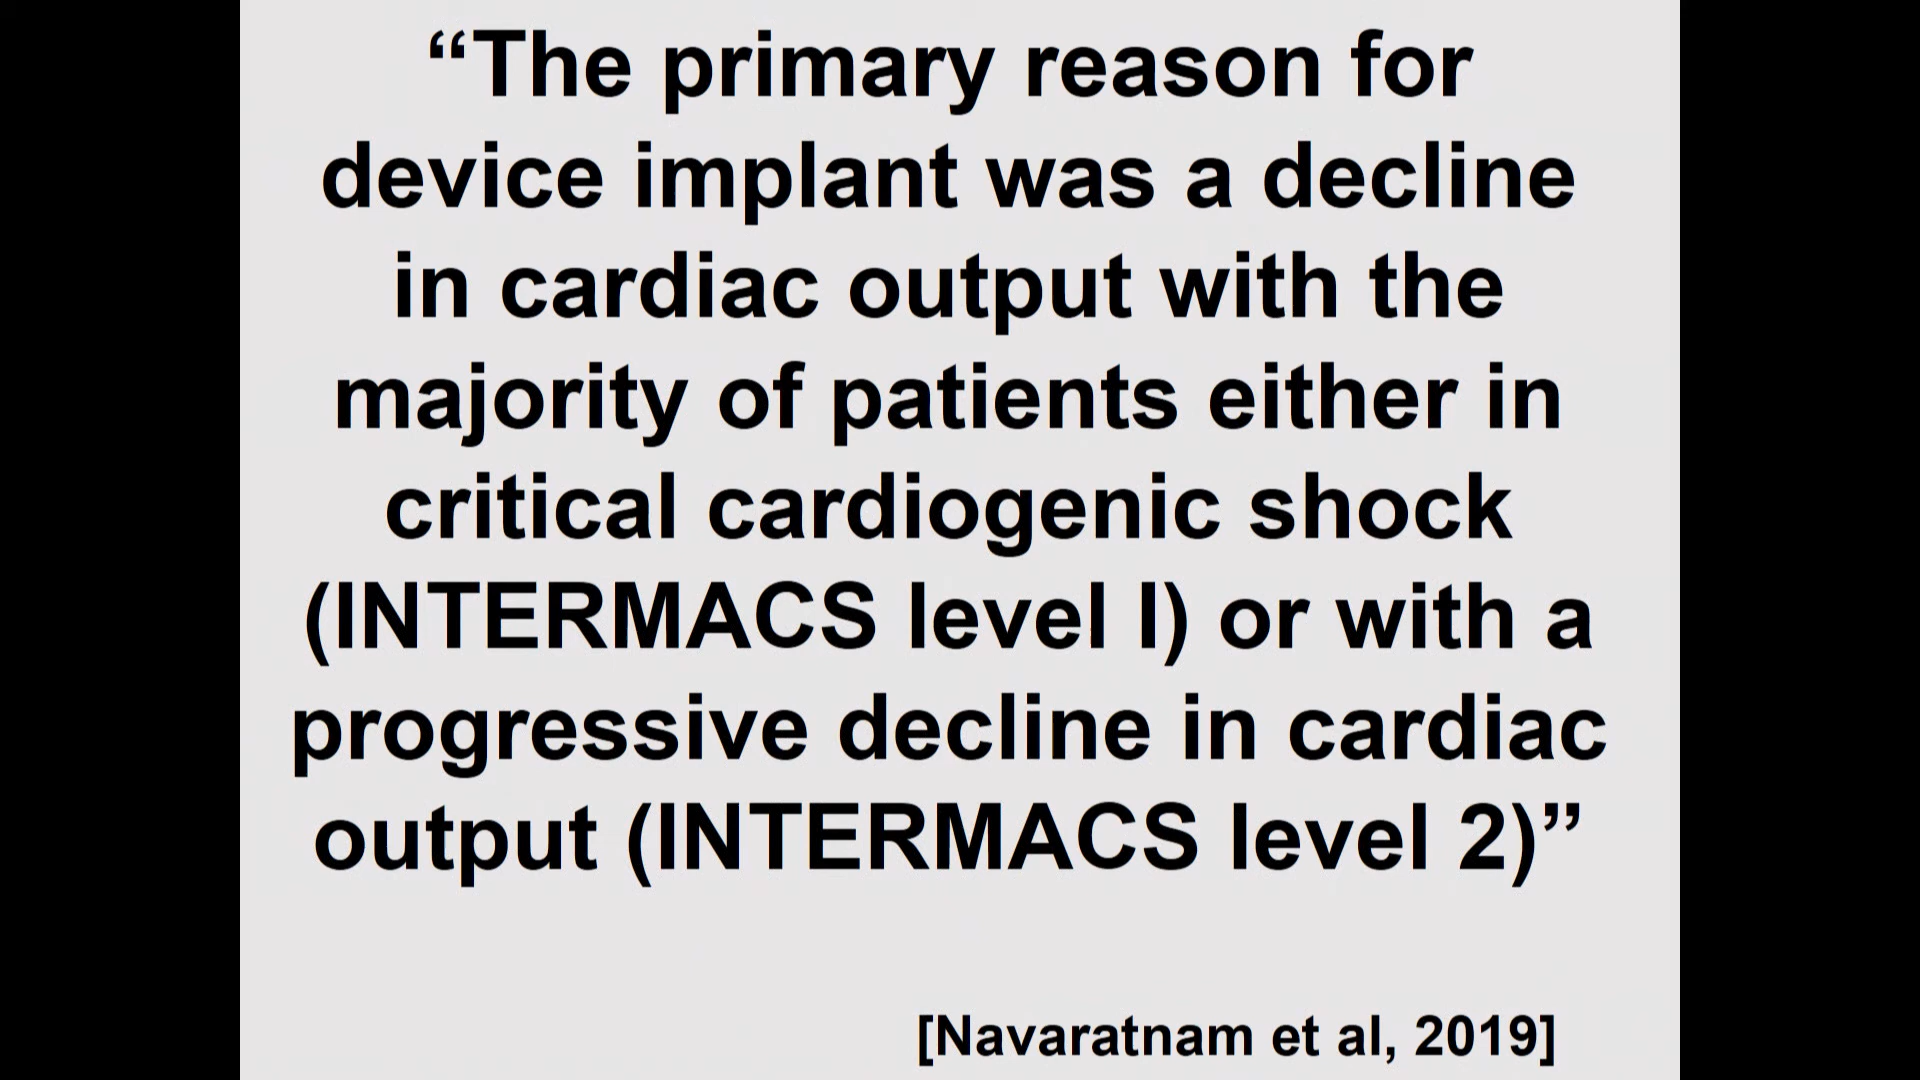 “The primary reason for
device implant was a decline
in cardiac output with the
majority of patients either in
critical cardiogenic shock
(INTERMACS level I) or with a
progressive decline in cardiac
output (INTERMACS level 2)”
[Navaratnam et al, 2019]